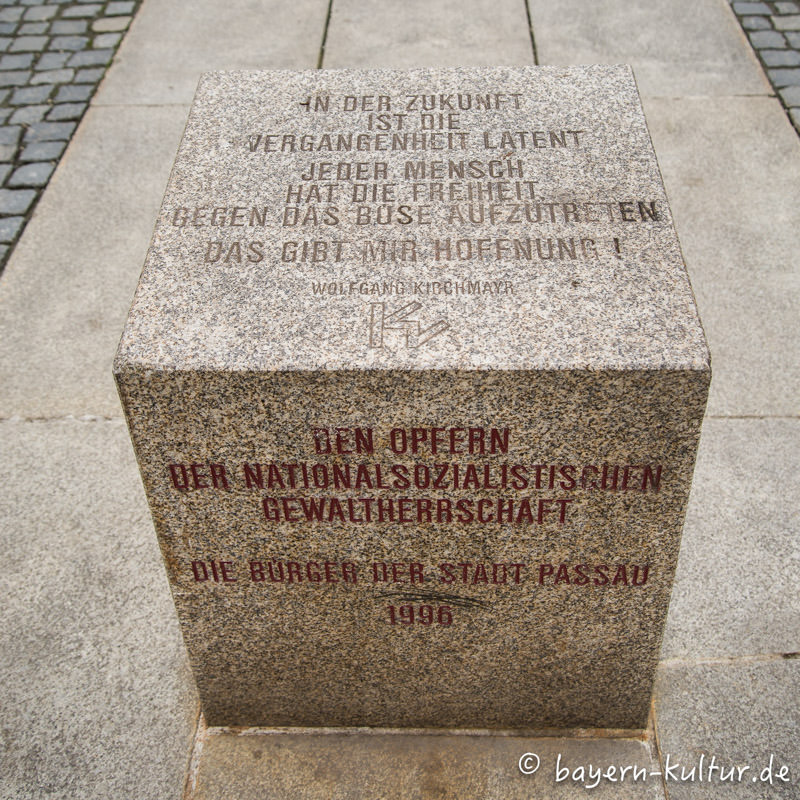 IN DER ZUKUNFT
IST DIE
VERGANGENHEIT LATENT
JEDER MENSCH
HAT DIE FREIHEIT
GEGEN DAS BÖSE AUFZUTRETEN
DAS GIBT MIR HOFFNUNG !
WOLFGANG KIRCHMAYR
DEN OPFERN
DER NATIONALSOZIALISTISCHEN
GEWALTHERRSCHAFT
DIE BÜRGER DER STADT PASSAU
1996
© bayern-kultur.de